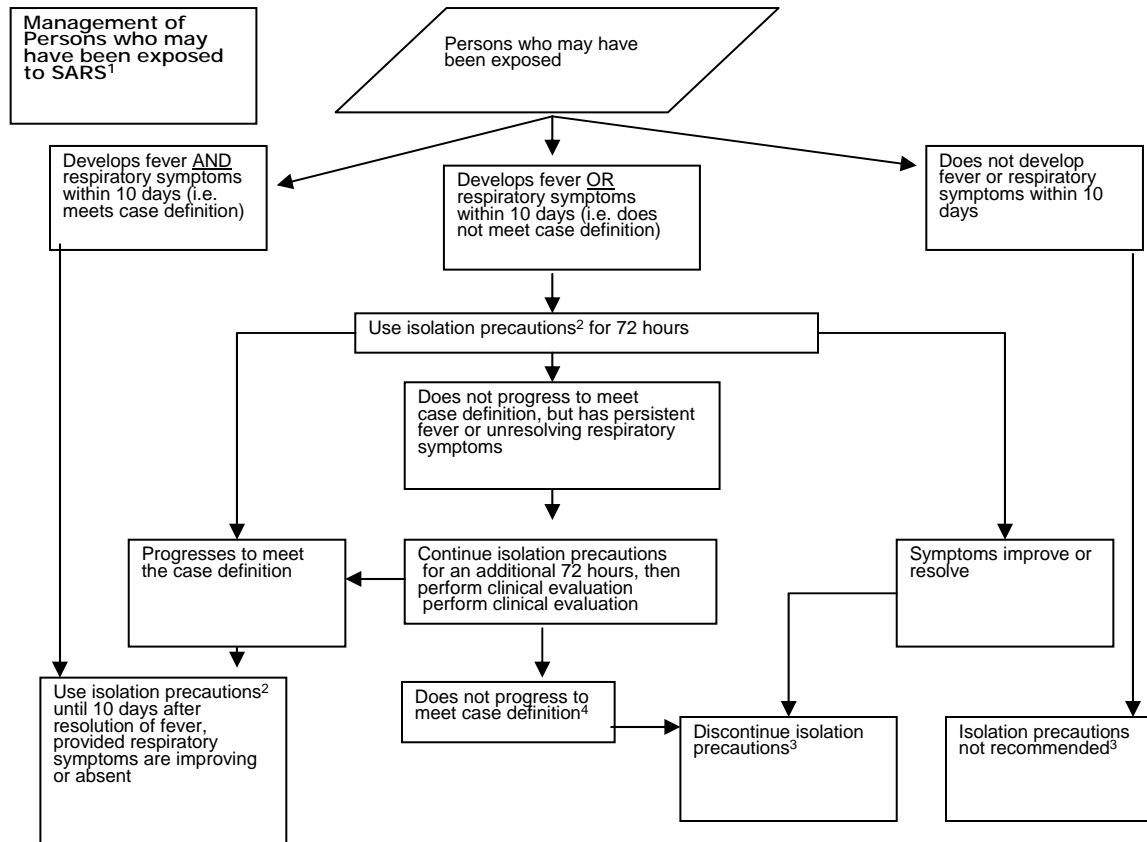 Management of
Persons who may
have been exposed
to SARS¹
Persons who may have
been exposed
Develops fever AND
respiratory symptoms
within 10 days (i.e.
meets case definition)
Develops fever OR
respiratory symptoms
within 10 days (i.e. does
not meet case definition)
Does not develop
fever or respiratory
symptoms within 10
days
Use isolation precautions² for 72 hours
Does not progress to meet
case definition, but has persistent
fever or unresolving respiratory
symptoms
Progresses to meet
the case definition
Continue isolation precautions
for an additional 72 hours, then
perform clinical evaluation
perform clinical evaluation
Symptoms improve or
resolve
Use isolation precautions²
until 10 days after
resolution of fever,
provided respiratory
symptoms are improving
or absent
Does not progress to
meet case definition⁴
Discontinue isolation
precautions³
Isolation precautions
not recommended³